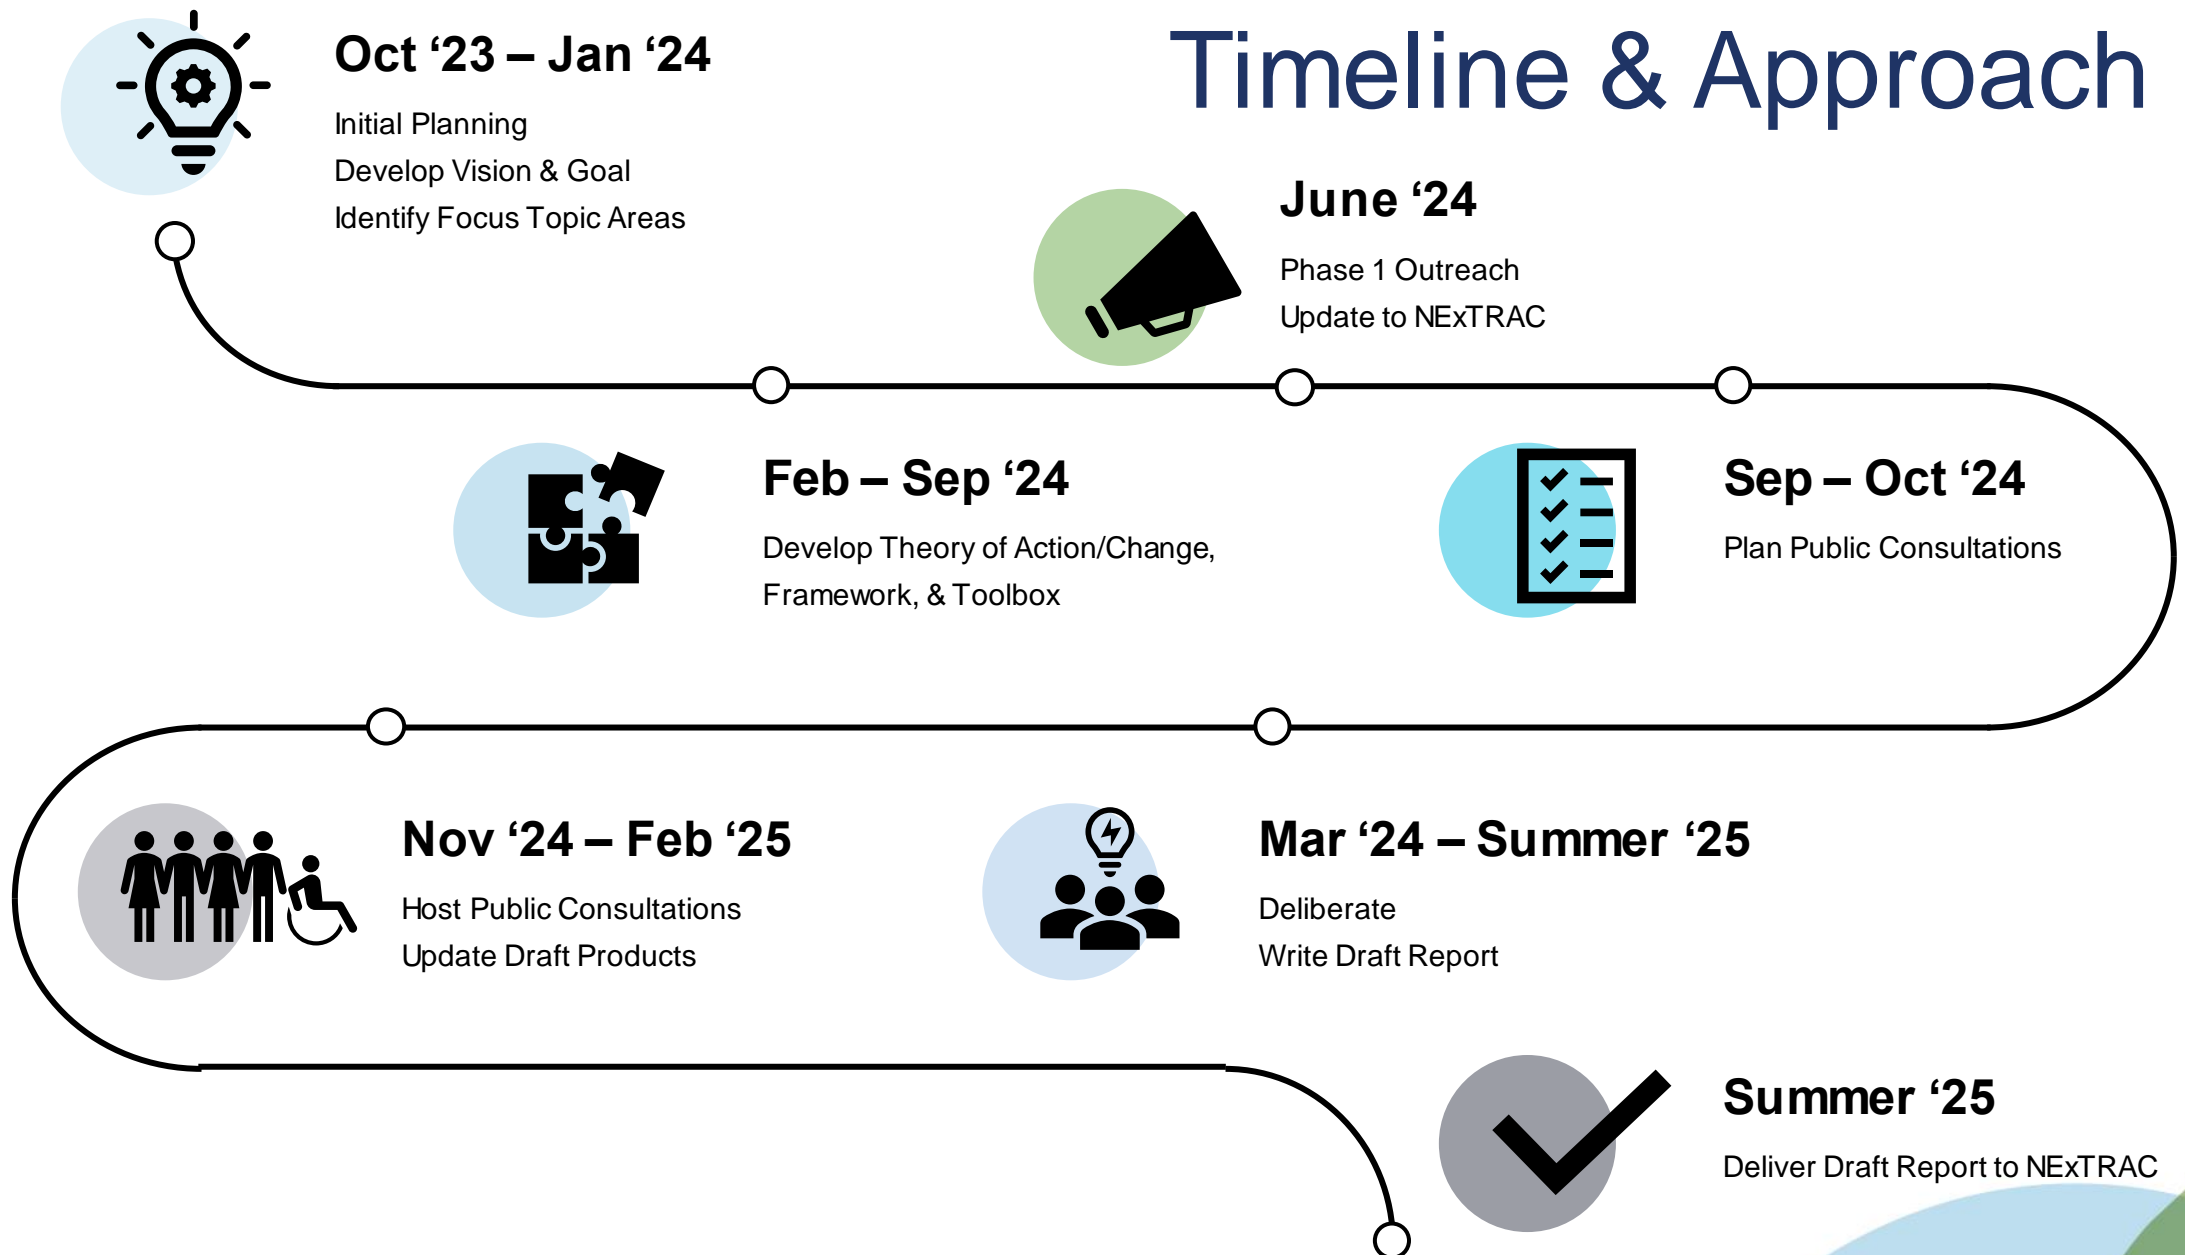 Timeline & Approach
Oct ‘23 – Jan ‘24
Initial Planning
Develop Vision & Goal
Identify Focus Topic Areas
June ‘24
Phase 1 Outreach
Update to NExTRAC
Feb – Sep ‘24
Develop Theory of Action/Change,
Framework, & Toolbox
Sep – Oct ‘24
Plan Public Consultations
Nov ‘24 – Feb ‘25
Host Public Consultations
Update Draft Products
Mar ‘24 – Summer ‘25
Deliberate
Write Draft Report
Summer ‘25
Deliver Draft Report to NExTRAC